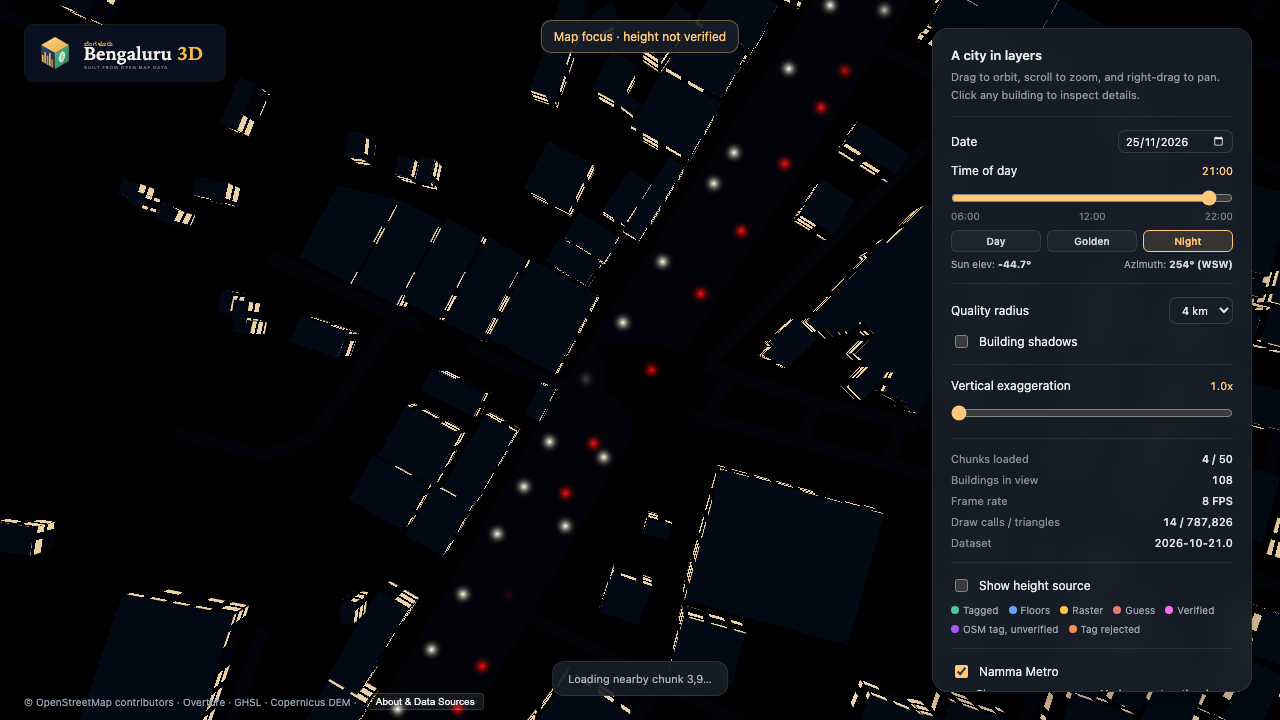 ಬೆಂಗಳೂರು
Bengaluru 3D
BUILT FROM OPEN MAP DATA
Map focus · height not verified
A city in layers
Drag to orbit, scroll to zoom, and right-drag to pan.
Click any building to inspect details.
Date
25/11/2026
Time of day
21:00
06:00
12:00
22:00
Day
Golden
Night
Sun elev: -44.7°
Azimuth: 254° (WSW)
Quality radius
4 km
Building shadows
Vertical exaggeration
1.0x
Chunks loaded
4 / 50
Buildings in view
108
Frame rate
8 FPS
Draw calls / triangles
14 / 787,826
Dataset
2026-10-21.0
Show height source
Tagged
Floors
Raster
Guess
Verified
OSM tag, unverified
Tag rejected
Namma Metro
Loading nearby chunk 3,9...
© OpenStreetMap contributors · Overture · GHSL · Copernicus DEM ·
About & Data Sources